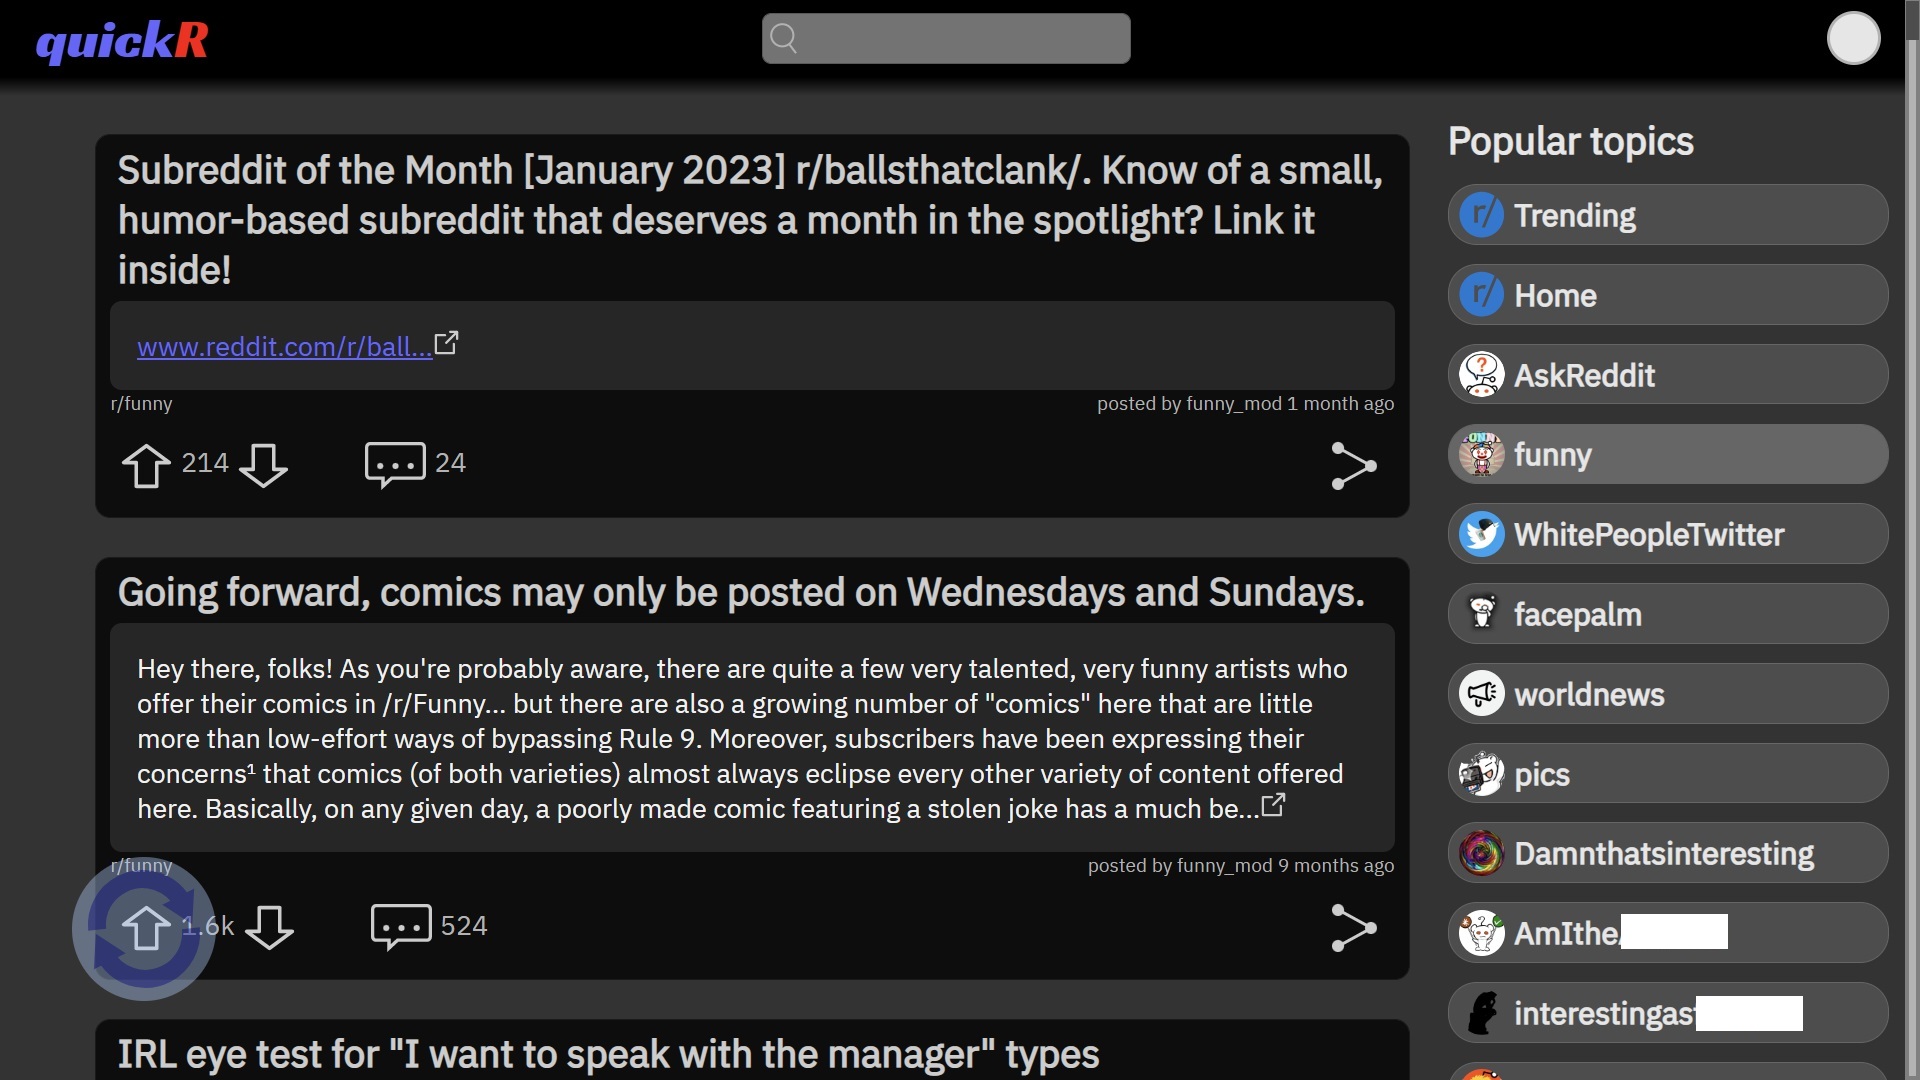 quickR
Subreddit of the Month [January 2023] r/ballsthatclank/. Know of a small,
humor-based subreddit that deserves a month in the spotlight? Link it
inside!
www.reddit.com/r/ball...
r/funny
posted by funny_mod 1 month ago
214
24
Going forward, comics may only be posted on Wednesdays and Sundays.
Hey there, folks! As you're probably aware, there are quite a few very talented, very funny artists who
offer their comics in /r/Funny... but there are also a growing number of "comics" here that are little
more than low-effort ways of bypassing Rule 9. Moreover, subscribers have been expressing their
concerns¹ that comics (of both varieties) almost always eclipse every other variety of content offered
here. Basically, on any given day, a poorly made comic featuring a stolen joke has a much be...
r/funny
posted by funny_mod 9 months ago
1.6k
524
IRL eye test for "I want to speak with the manager" types
Popular topics
r/ Trending
r/ Home
AskReddit
funny
WhitePeopleTwitter
facepalm
worldnews
pics
Damnthatsinteresting
AmIthe
interestingas